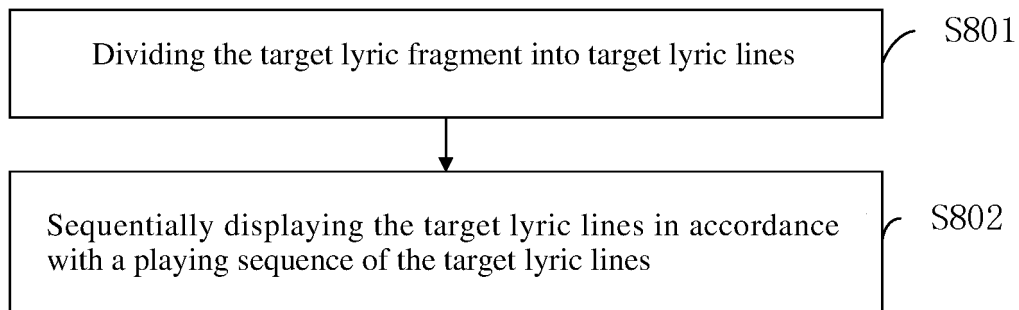 Dividing the target lyric fragment into target lyric lines
S801
Sequentially displaying the target lyric lines in accordance
with a playing sequence of the target lyric lines
S802